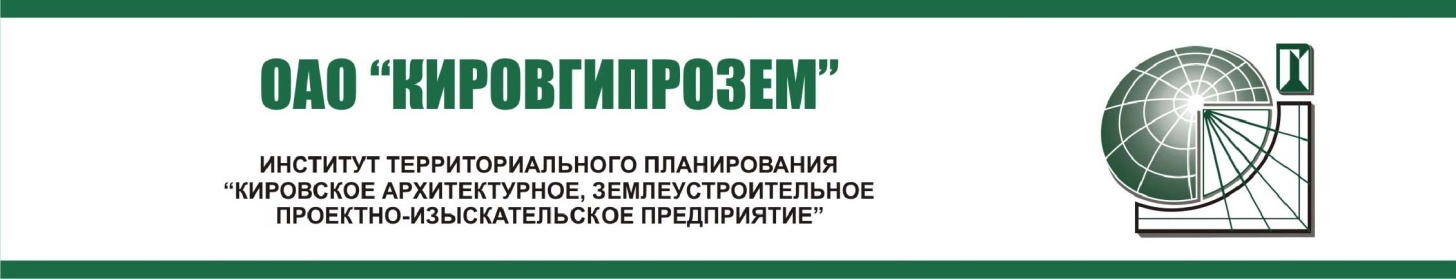 ОАО “КИРОВГИПРОЗЕМ”
ИНСТИТУТ ТЕРРИТОРИАЛЬНОГО ПЛАНИРОВАНИЯ
“КИРОВСКОЕ АРХИТЕКТУРНОЕ, ЗЕМЛЕУСТРОИТЕЛЬНОЕ
ПРОЕКТНО-ИЗЫСКАТЕЛЬСКОЕ ПРЕДПРИЯТИЕ”